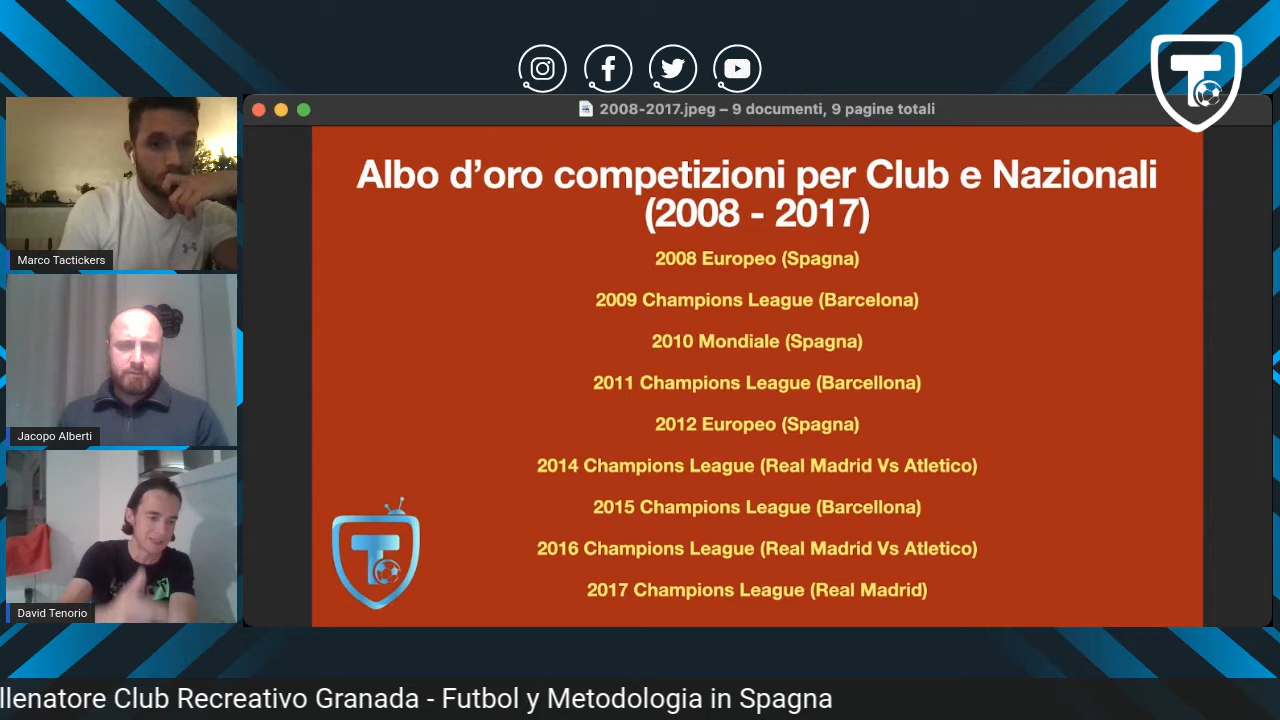 2008-2017.jpeg – 9 documenti, 9 pagine totali
Albo d’oro competizioni per Club e Nazionali
(2008 - 2017)
2008 Europeo (Spagna)
2009 Champions League (Barcelona)
2010 Mondiale (Spagna)
2011 Champions League (Barcellona)
2012 Europeo (Spagna)
2014 Champions League (Real Madrid Vs Atletico)
2015 Champions League (Barcellona)
2016 Champions League (Real Madrid Vs Atletico)
2017 Champions League (Real Madrid)
Marco Tactickers
Jacopo Alberti
David Tenorio
llenatore Club Recreativo Granada - Futbol y Metodologia in Spagna
T
T